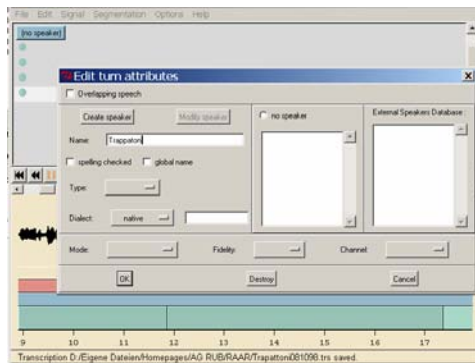 File Edit Signal Segmentation Options Help
(no speaker)
Edit turn attributes
Overlapping speech
Create speaker Modify speaker
no speaker
External Speakers Database :
Name: Trappatoni
spelling checked global name
Type:
Dialect: native
Mode: Fidelity: Channel:
OK Destroy Cancel
9 10 11 12 13 14 15 16 17
Transcription D:/Eigene Dateien/Homepages/AG RUB/RAAR/Trapattoni081098.trs saved.